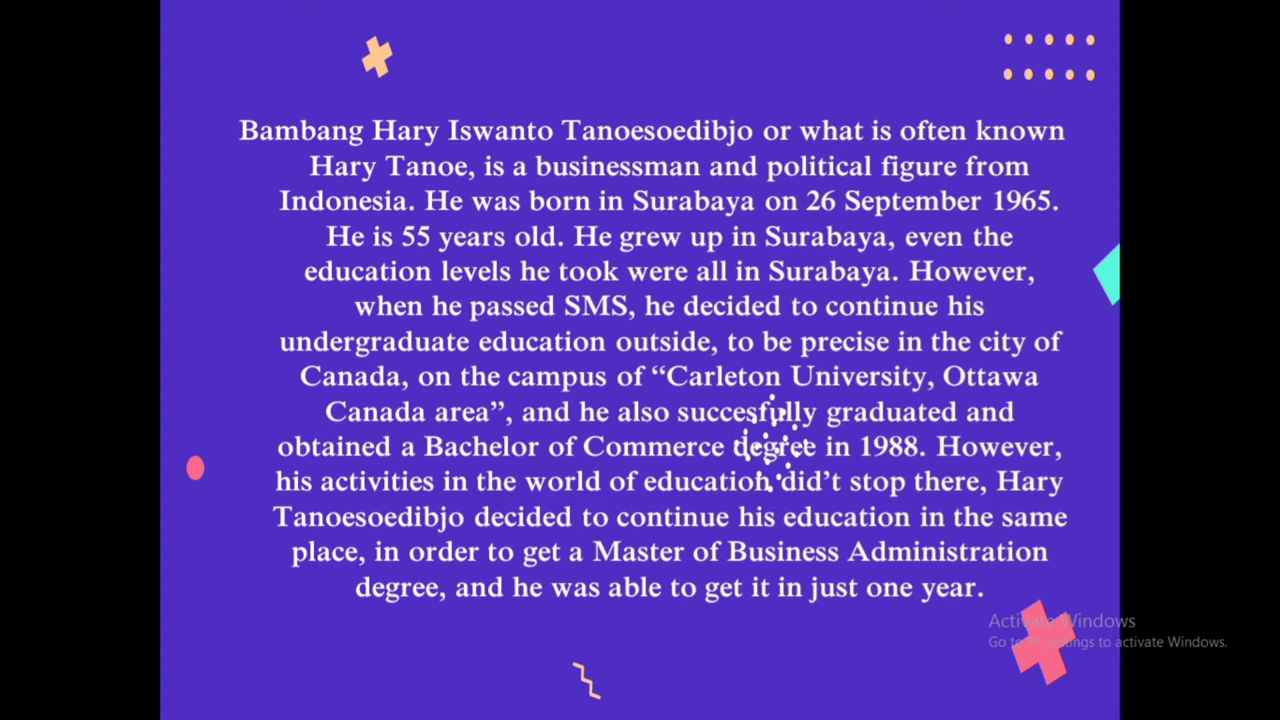 Bambang Hary Iswanto Tanoesoedibjo or what is often known
Hary Tanoe, is a businessman and political figure from
Indonesia. He was born in Surabaya on 26 September 1965.
He is 55 years old. He grew up in Surabaya, even the
education levels he took were all in Surabaya. However,
when he passed SMS, he decided to continue his
undergraduate education outside, to be precise in the city of
Canada, on the campus of “Carleton University, Ottawa
Canada area”, and he also succesfully graduated and
obtained a Bachelor of Commerce degree in 1988. However,
his activities in the world of education did’t stop there, Hary
Tanoesoedibjo decided to continue his education in the same
place, in order to get a Master of Business Administration
degree, and he was able to get it in just one year.
Activate Windows
Go to settings to activate Windows.